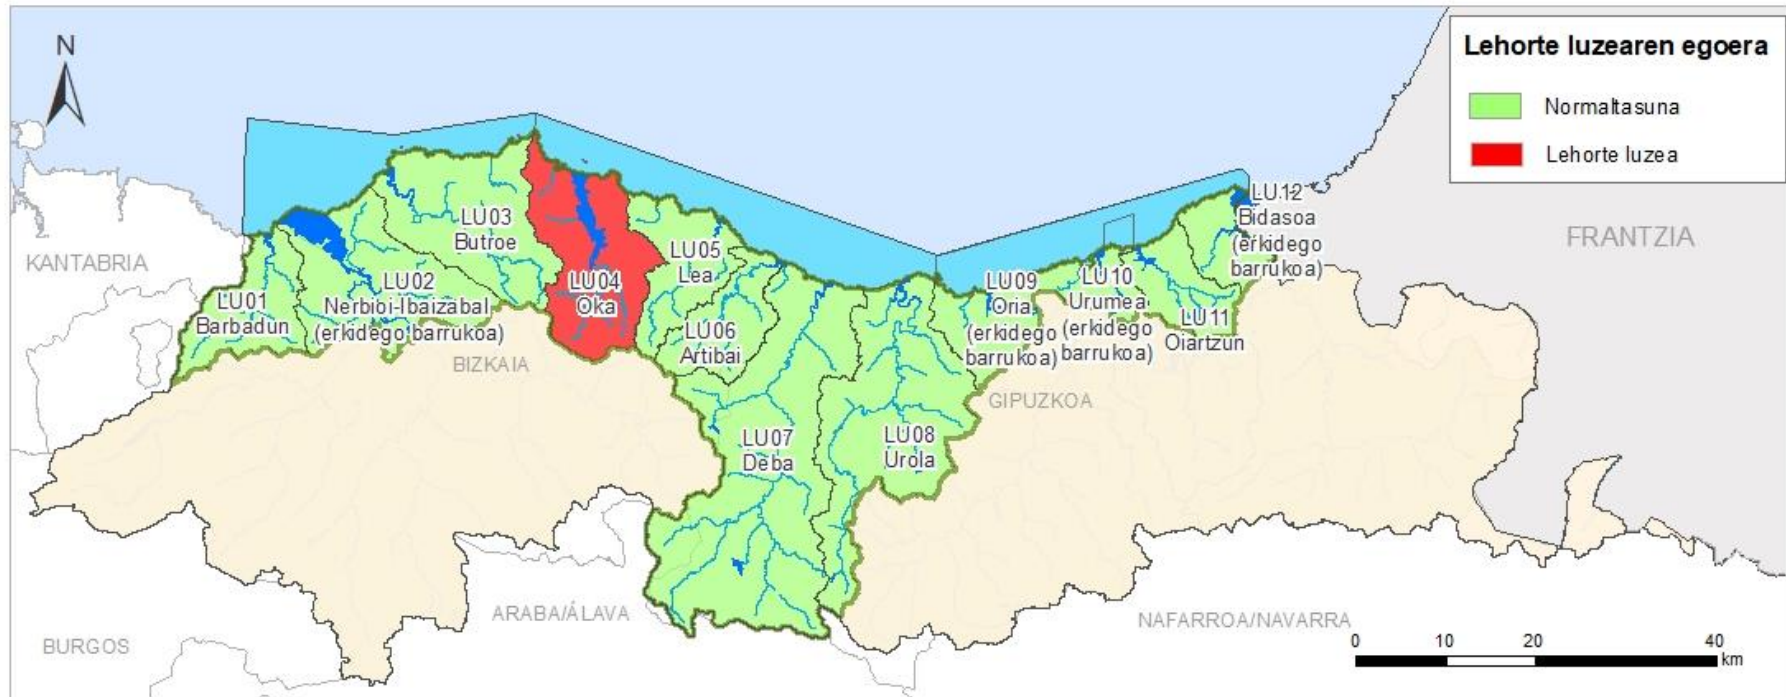 N
Lehorte luzearen egoera
Normaltasuna
Lehorte luzea
KANTABRIA
LU01
Barbadun
LU02
Nerbioi-Ibaizabal
(erkidego barrukoa)
LU03
Butroe
LU04
Oka
LU05
Lea
LU06
Artibai
LU07
Deba
LU08
Urola
LU09
Oria
(erkidego
barrukoa)
LU10
Urumea
(erkidego
barrukoa)
LU11
Oiartzun
LU12
Bidasoa
(erkidego
barrukoa)
FRANTZIA
BIZKAIA
GIPUZKOA
ARABA/ÁLAVA
NAFARROA/NAVARRA
BURGOS
0 10 20 40
km